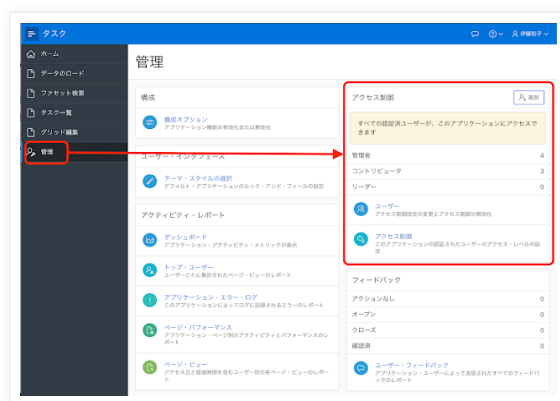 タスク
伊藤和子
ホーム
データのロード
ファセット検索
タスク一覧
グリッド編集
管理
管理
構成
構成オプション
アプリケーション機能の有効化または無効化
ユーザー・インタフェース
テーマ・スタイルの選択
デフォルト・アプリケーションのルック・アンド・フィールの設定
アクティビティ・レポート
ダッシュボード
アプリケーション・アクティビティ・メトリックの表示
トップ・ユーザー
ユーザーごとに集計されたページ・ビューのレポート
アプリケーション・エラー・ログ
このアプリケーションによってログに記録されるエラーのレポート
ページ・パフォーマンス
アプリケーション・ページ別のアクティビティとパフォーマンスのレ
ポート
ページ・ビュー
アクセス日と経過時間を含むユーザー別の各ページ・ビューのレポー
ト
アクセス制御
追加
すべての認証済ユーザーが、このアプリケーションにアクセスで
きます
管理者 4
コントリビュータ 3
リーダー 0
ユーザー
アクセス制御設定の変更とアクセス制御の無効化
アクセス制御
このアプリケーションの認証されたユーザーのアクセス・レベルの設
定
フィードバック
アクションなし 0
オープン 0
クローズ 0
確認済 0
ユーザー・フィードバック
アプリケーション・ユーザーによって送信されたすべてのフィードバ
ックのレポート